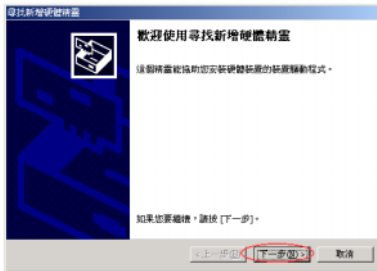 尋找新增硬體精靈
歡迎使用尋找新增硬體精靈
這個精靈能協助您安裝硬體裝置的裝置驅動程式。
如果您要繼續，請按 [下一步]。
<上一步(B) 下一步(N)> 取消